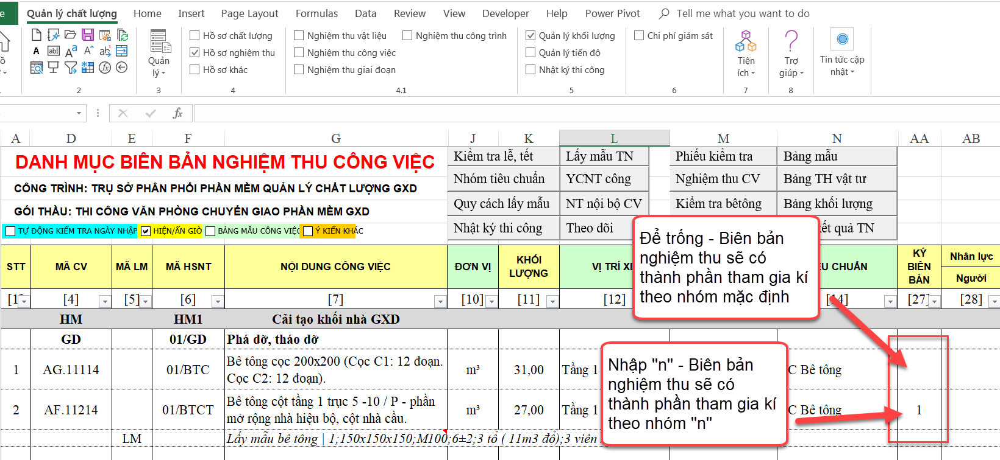 e
Quản lý chất lượng
Home
Insert
Page Layout
Formulas
Data
Review
View
Developer
Help
Power Pivot
Tell me what you want to do
Quản
lý
Hồ sơ chất lượng
Hồ sơ nghiệm thu
Hồ sơ khác
Nghiệm thu vật liệu
Nghiệm thu công việc
Nghiệm thu giai đoạn
Nghiệm thu công trình
Quản lý khối lượng
Quản lý tiến độ
Nhật ký thi công
Chi phí giám sát
Tiện
ích
Trợ
giúp
Tin tức cập
nhật
2
3
4
4.1
5
6
7
8
fx
A
D
E
F
G
J
K
L
M
N
AA
AB
DANH MỤC BIÊN BẢN NGHIỆM THU CÔNG VIỆC
CÔNG TRÌNH: TRỤ SỞ PHÂN PHỐI PHẦN MỀM QUẢN LÝ CHẤT LƯỢNG GXD
GÓI THẦU: THI CÔNG VĂN PHÒNG CHUYỂN GIAO PHẦN MỀM GXD
TỰ ĐỘNG KIỂM TRA NGÀY NHẬP
HIỆN/ẨN GIỜ
BẢNG MẪU CÔNG VIỆC
Ý KIẾN KHÁC
Kiểm tra lễ, tết
Lấy mẫu TN
Phiếu kiểm tra
Bảng mẫu
Nhóm tiêu chuẩn
YCNT công
Nghiệm thu CV
Bảng TH vật tư
Quy cách lấy mẫu
NT nội bộ CV
Kiểm tra bêtông
Bảng khối lượng
Nhật ký thi công
Theo dõi
kết quả TN
Để trống - Biên bản
nghiệm thu sẽ có
thành phần tham gia kí
theo nhóm mặc định
STT
MÃ CV
MÃ LM
MÃ HSNT
NỘI DUNG CÔNG VIỆC
ĐƠN VỊ
KHỐI
LƯỢNG
VỊ TRÍ XD
U CHUẨN
KÝ
BIÊN
BẢN
Nhân lực
Người
[1]
[4]
[5]
[6]
[7]
[10]
[11]
[12]
[14]
[27]
[28]
HM
HM1
Cải tạo khối nhà GXD
GD
01/GD
Phá dỡ, tháo dỡ
1
AG.11114
01/BTC
Bê tông cọc 200x200 (Cọc C1: 12 đoạn.
Cọc C2: 12 đoạn).
m³
31,00
Tầng 1
C Bê tông
2
AF.11214
01/BTCT
Bê tông cột tầng 1 trục 5 -10 / P - phần
mở rộng nhà hiệu bộ, cột nhà cầu.
m³
27,00
Tầng 1
C Bê tông
1
LM
Lấy mẫu bê tông | 1;150x150x150;M100;6±2;3 tổ ( 11m3 đổ);3 viên
Nhập "n" - Biên bản
nghiệm thu sẽ có
thành phần tham gia kí
theo nhóm "n"